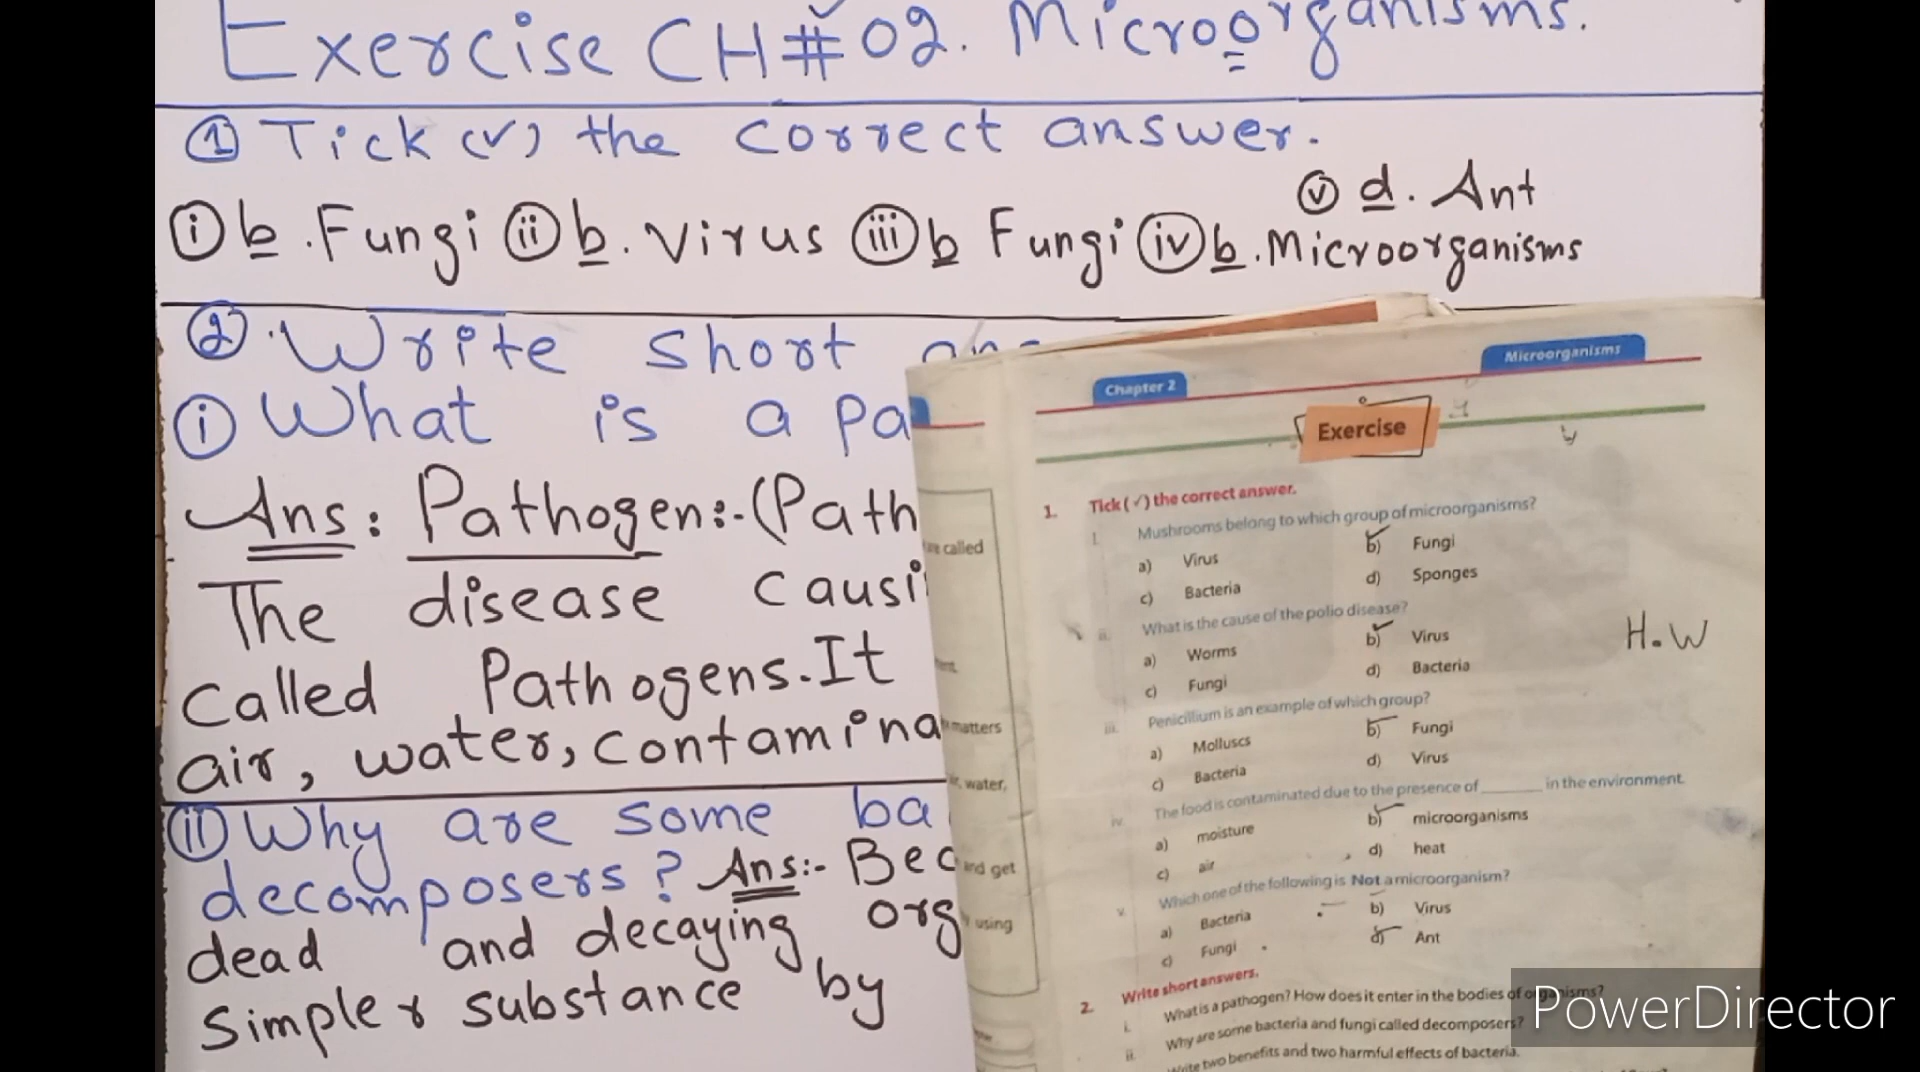 Exercise CH#02. Microorganisms.
① Tick (✓) the correct answer.
ⓥ d. Ant
ⓘ b. Fungi ⓘⓘ b. Virus ⓘⓘⓘ b Fungi ⓘⓥ b. Microorganisms
② Write short
ⓘ What is a pa
Ans: Pathogen:-(Path
The disease causi
called Pathogens. It
air, water, contamina
ⓘⓘ Why are some ba
decomposers? Ans:- Bec
dead and decaying org
simpler substance by
called
matters
water,
and get
using
Chapter 2
Microorganisms
Exercise
1. Tick (✓) the correct answer.
i. Mushrooms belong to which group of microorganisms?
a) Virus b) Fungi
c) Bacteria d) Sponges
ii. What is the cause of the polio disease?
a) Worms b) Virus
c) Fungi d) Bacteria
H.W
iii. Penicillium is an example of which group?
a) Molluscs b) Fungi
c) Bacteria d) Virus
iv. The food is contaminated due to the presence of ______ in the environment.
a) moisture b) microorganisms
c) air d) heat
v. Which one of the following is Not a microorganism?
a) Bacteria b) Virus
c) Fungi d) Ant
2. Write short answers.
i. What is a pathogen? How does it enter in the bodies of organisms?
ii. Why are some bacteria and fungi called decomposers?
Write two benefits and two harmful effects of bacteria.
PowerDirector